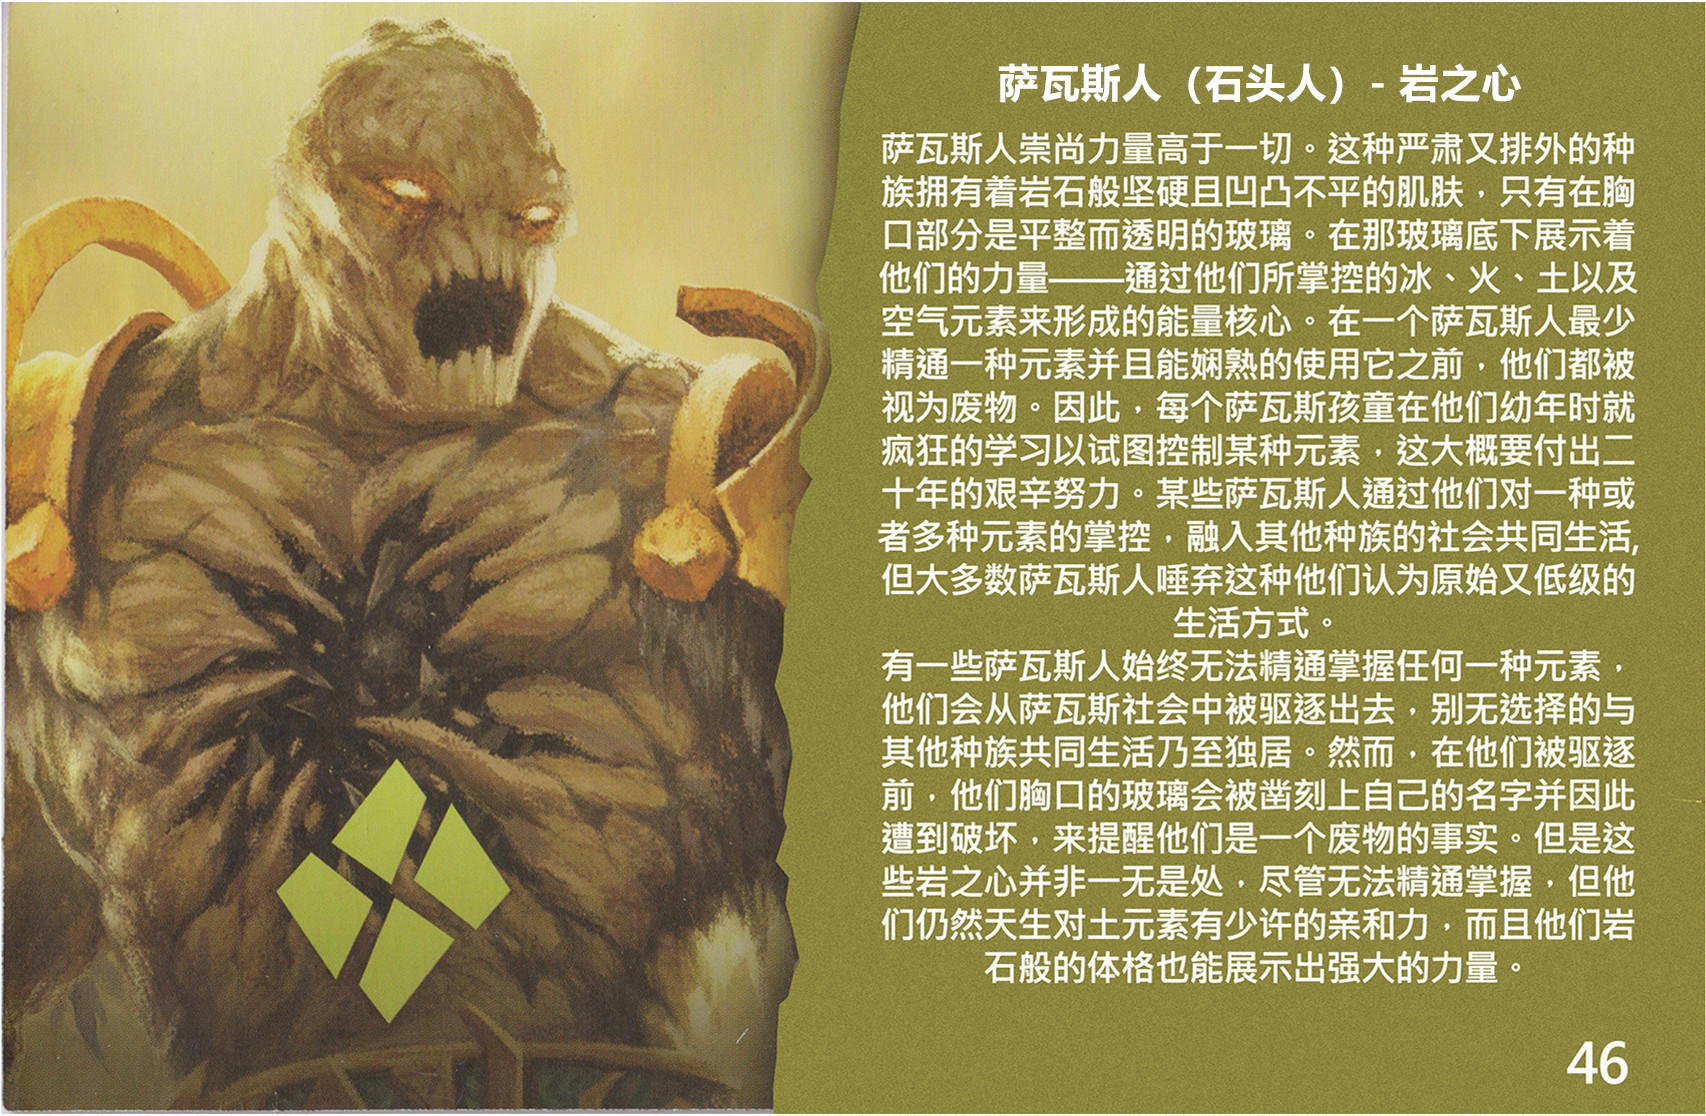 萨瓦斯人（石头人）- 岩之心
萨瓦斯人崇尚力量高于一切。这种严肃又排外的种
族拥有着岩石般坚硬且凹凸不平的肌肤，只有在胸
口部分是平整而透明的玻璃。在那玻璃底下展示着
他们的力量——通过他们所掌控的冰、火、土以及
空气元素来形成的能量核心。在一个萨瓦斯人最少
精通一种元素并且能娴熟的使用它之前，他们都被
视为废物。因此，每个萨瓦斯孩童在他们幼年时就
疯狂的学习以试图控制某种元素，这大概要付出二
十年的艰辛努力。某些萨瓦斯人通过他们对一种或
者多种元素的掌控，融入其他种族的社会共同生活,
但大多数萨瓦斯人唾弃这种他们认为原始又低级的
生活方式。
有一些萨瓦斯人始终无法精通掌握任何一种元素，
他们会从萨瓦斯社会中被驱逐出去，别无选择的与
其他种族共同生活乃至独居。然而，在他们被驱逐
前，他们胸口的玻璃会被凿刻上自己的名字并因此
遭到破坏，来提醒他们是一个废物的事实。但是这
些岩之心并非一无是处，尽管无法精通掌握，但他
们仍然天生对土元素有少许的亲和力，而且他们岩
石般的体格也能展示出强大的力量。
46